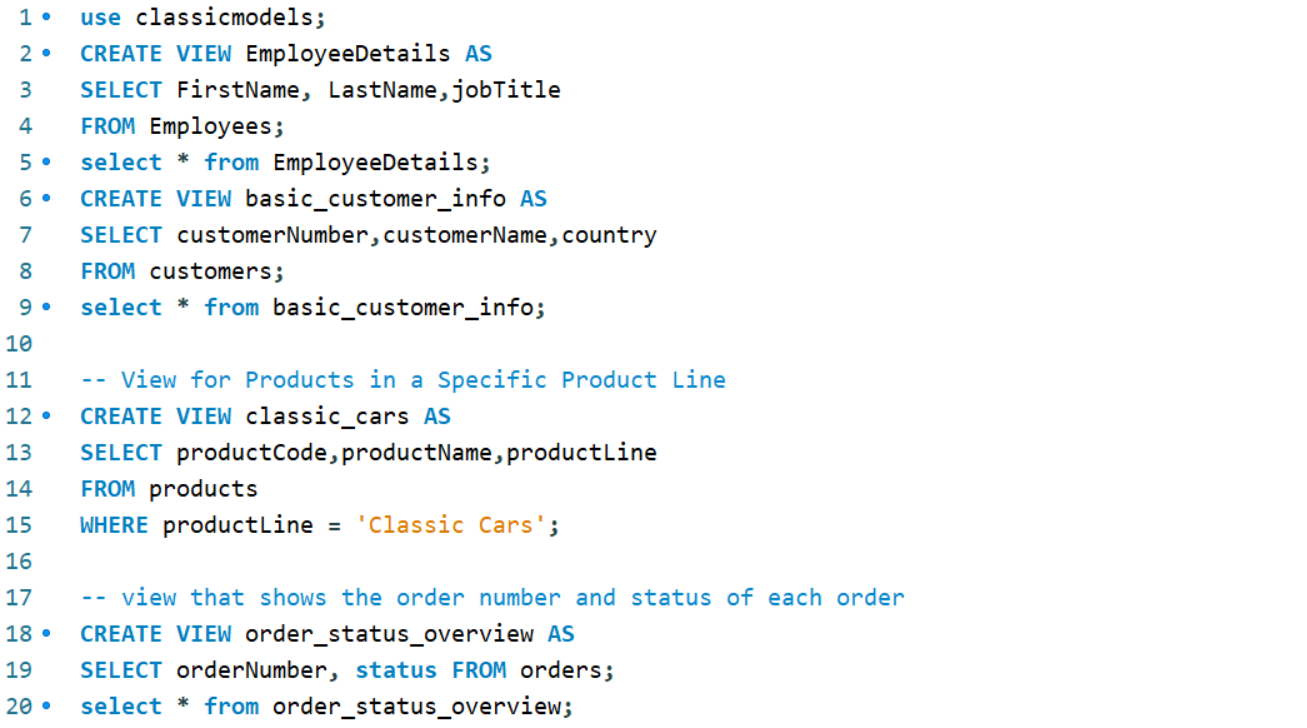 1 • use classicmodels;
2 • CREATE VIEW EmployeeDetails AS
3 SELECT FirstName, LastName,jobTitle
4 FROM Employees;
5 • select * from EmployeeDetails;
6 • CREATE VIEW basic_customer_info AS
7 SELECT customerNumber,customerName,country
8 FROM customers;
9 • select * from basic_customer_info;
10
11 -- View for Products in a Specific Product Line
12 • CREATE VIEW classic_cars AS
13 SELECT productCode,productName,productLine
14 FROM products
15 WHERE productLine = 'Classic Cars';
16
17 -- view that shows the order number and status of each order
18 • CREATE VIEW order_status_overview AS
19 SELECT orderNumber, status FROM orders;
20 • select * from order_status_overview;